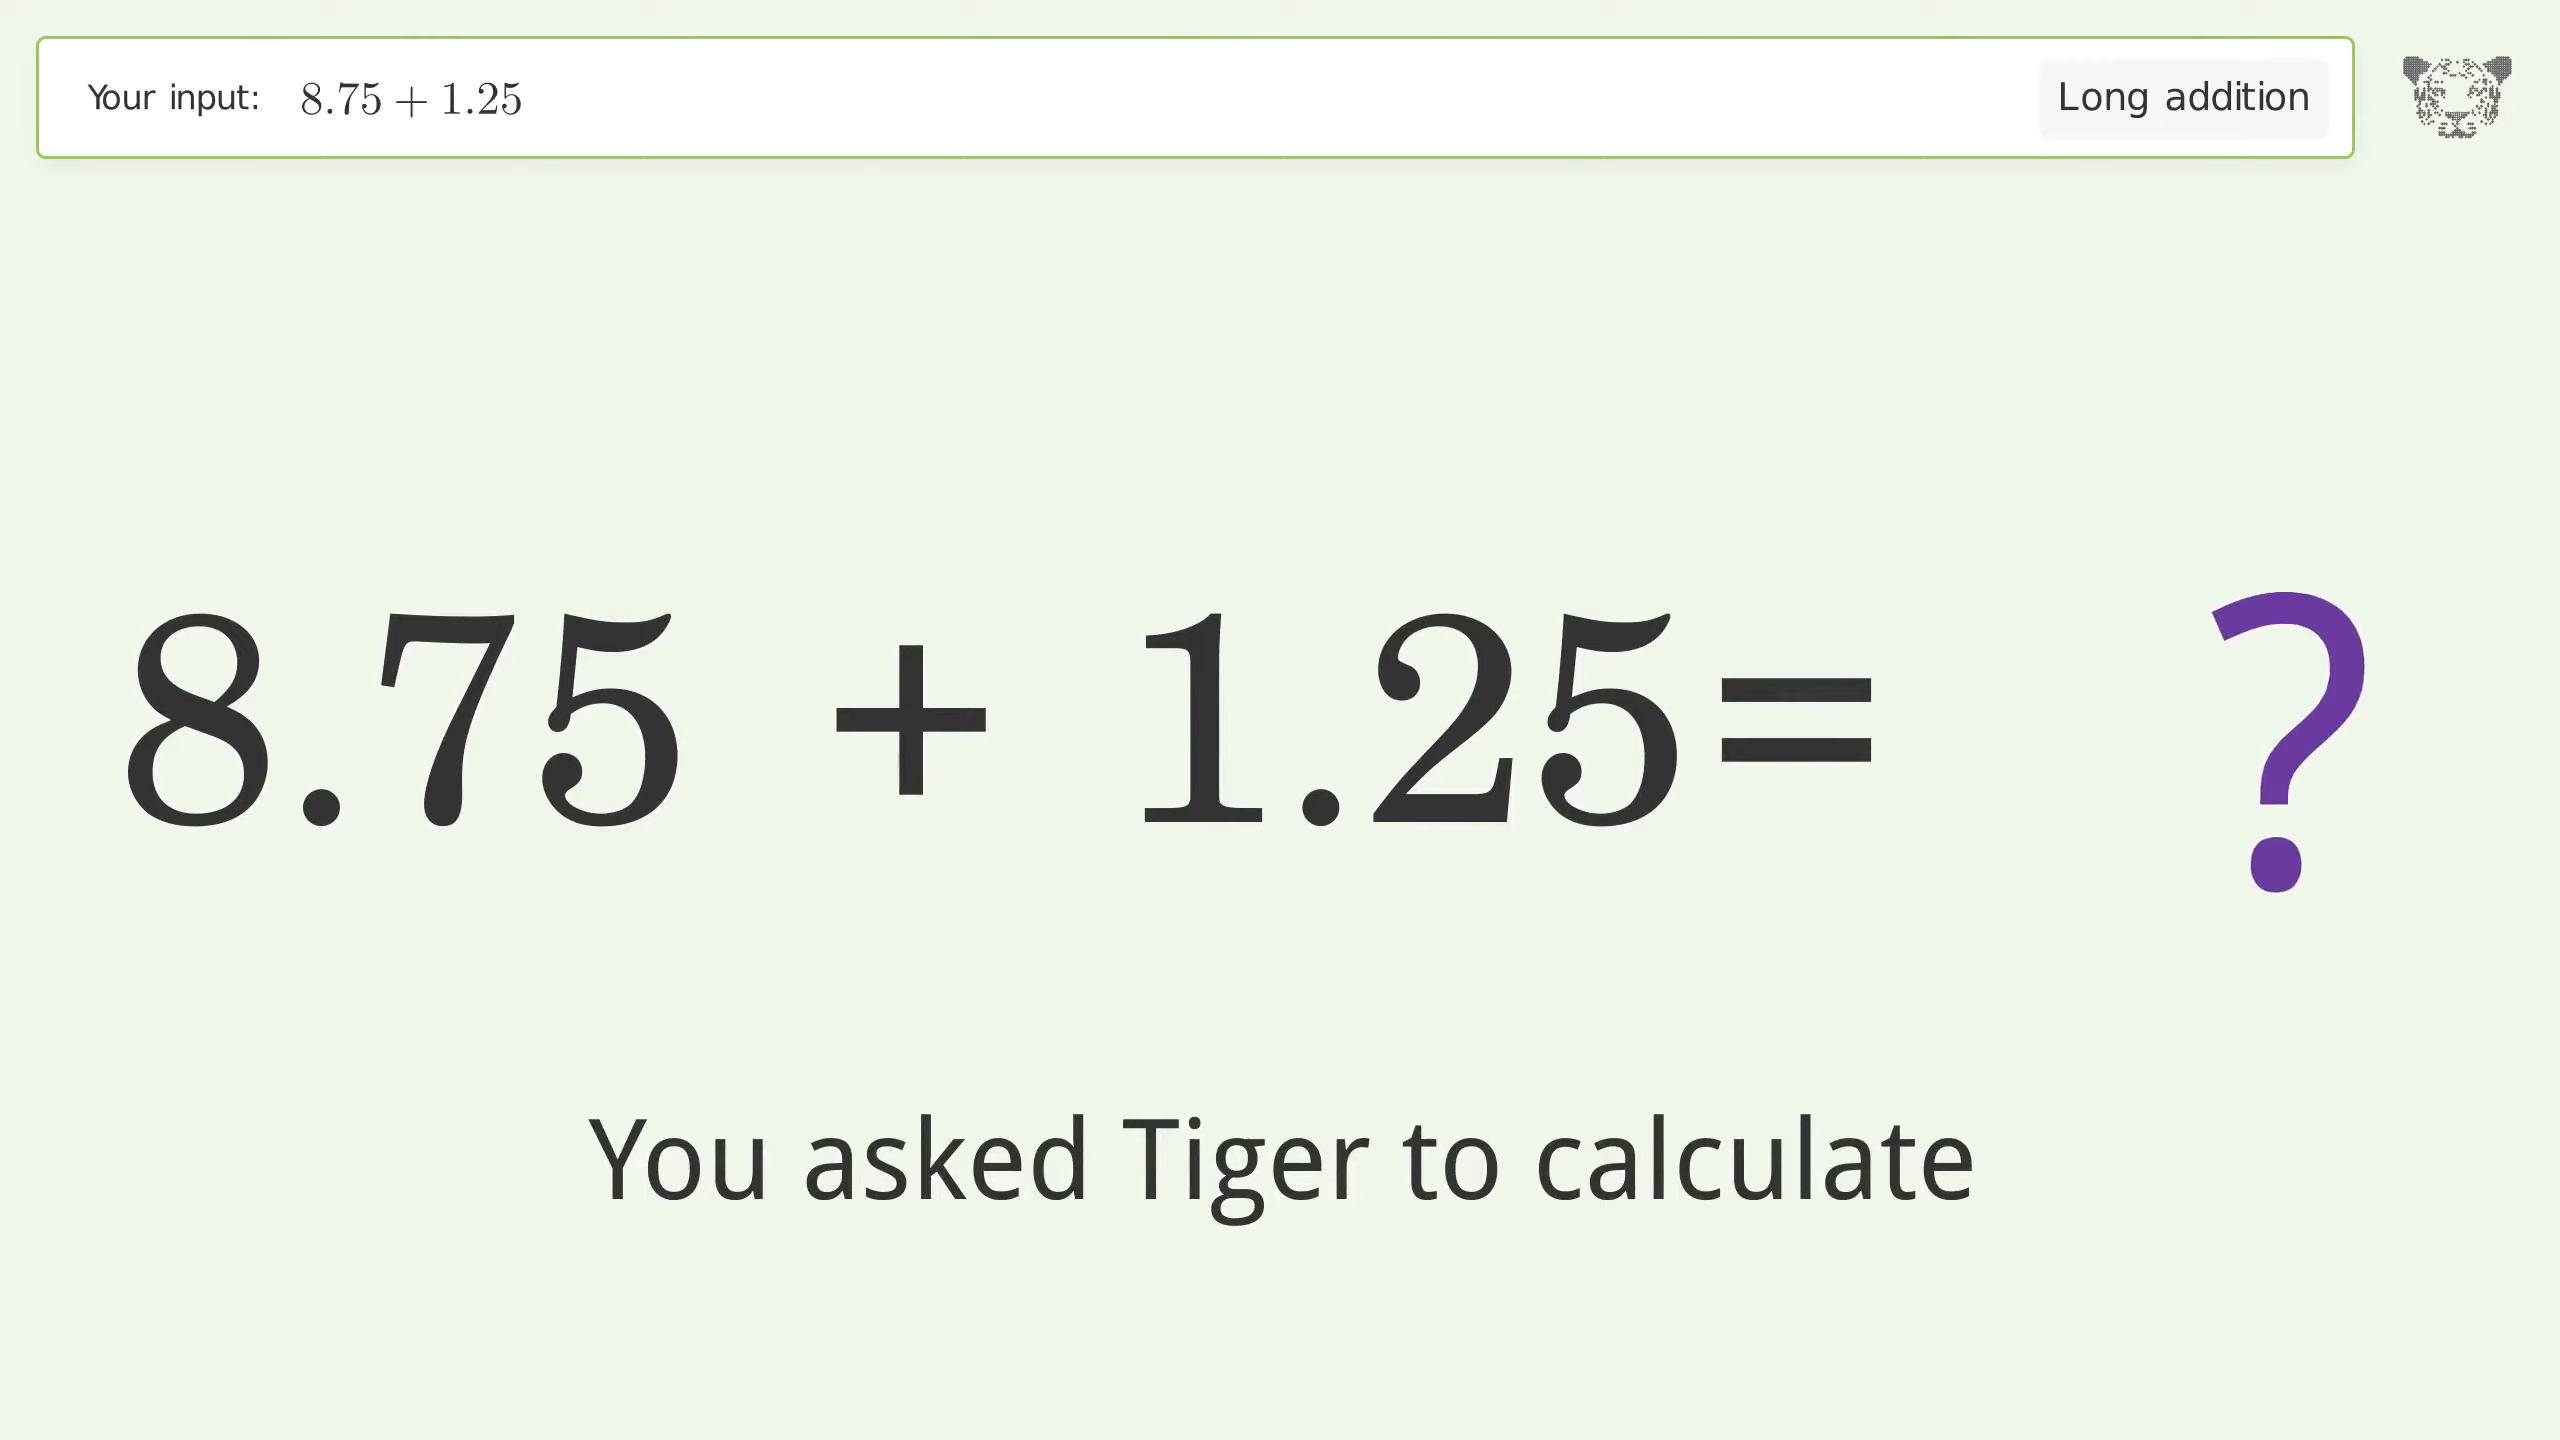 Your input: 8.75 + 1.25 Long addition
8.75 + 1.25= ?
You asked Tiger to calculate